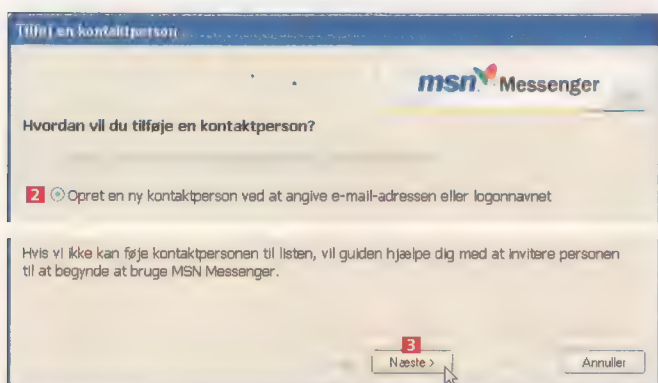 Tilføj en kontaktperson
msn Messenger
Hvordan vil du tilføje en kontaktperson?
2 Opret en ny kontaktperson ved at angive e-mail-adressen eller logonnavnet
Hvis vi ikke kan føje kontaktpersonen til listen, vil guiden hjælpe dig med at invitere personen
til at begynde at bruge MSN Messenger.
3
Næste > Annuller